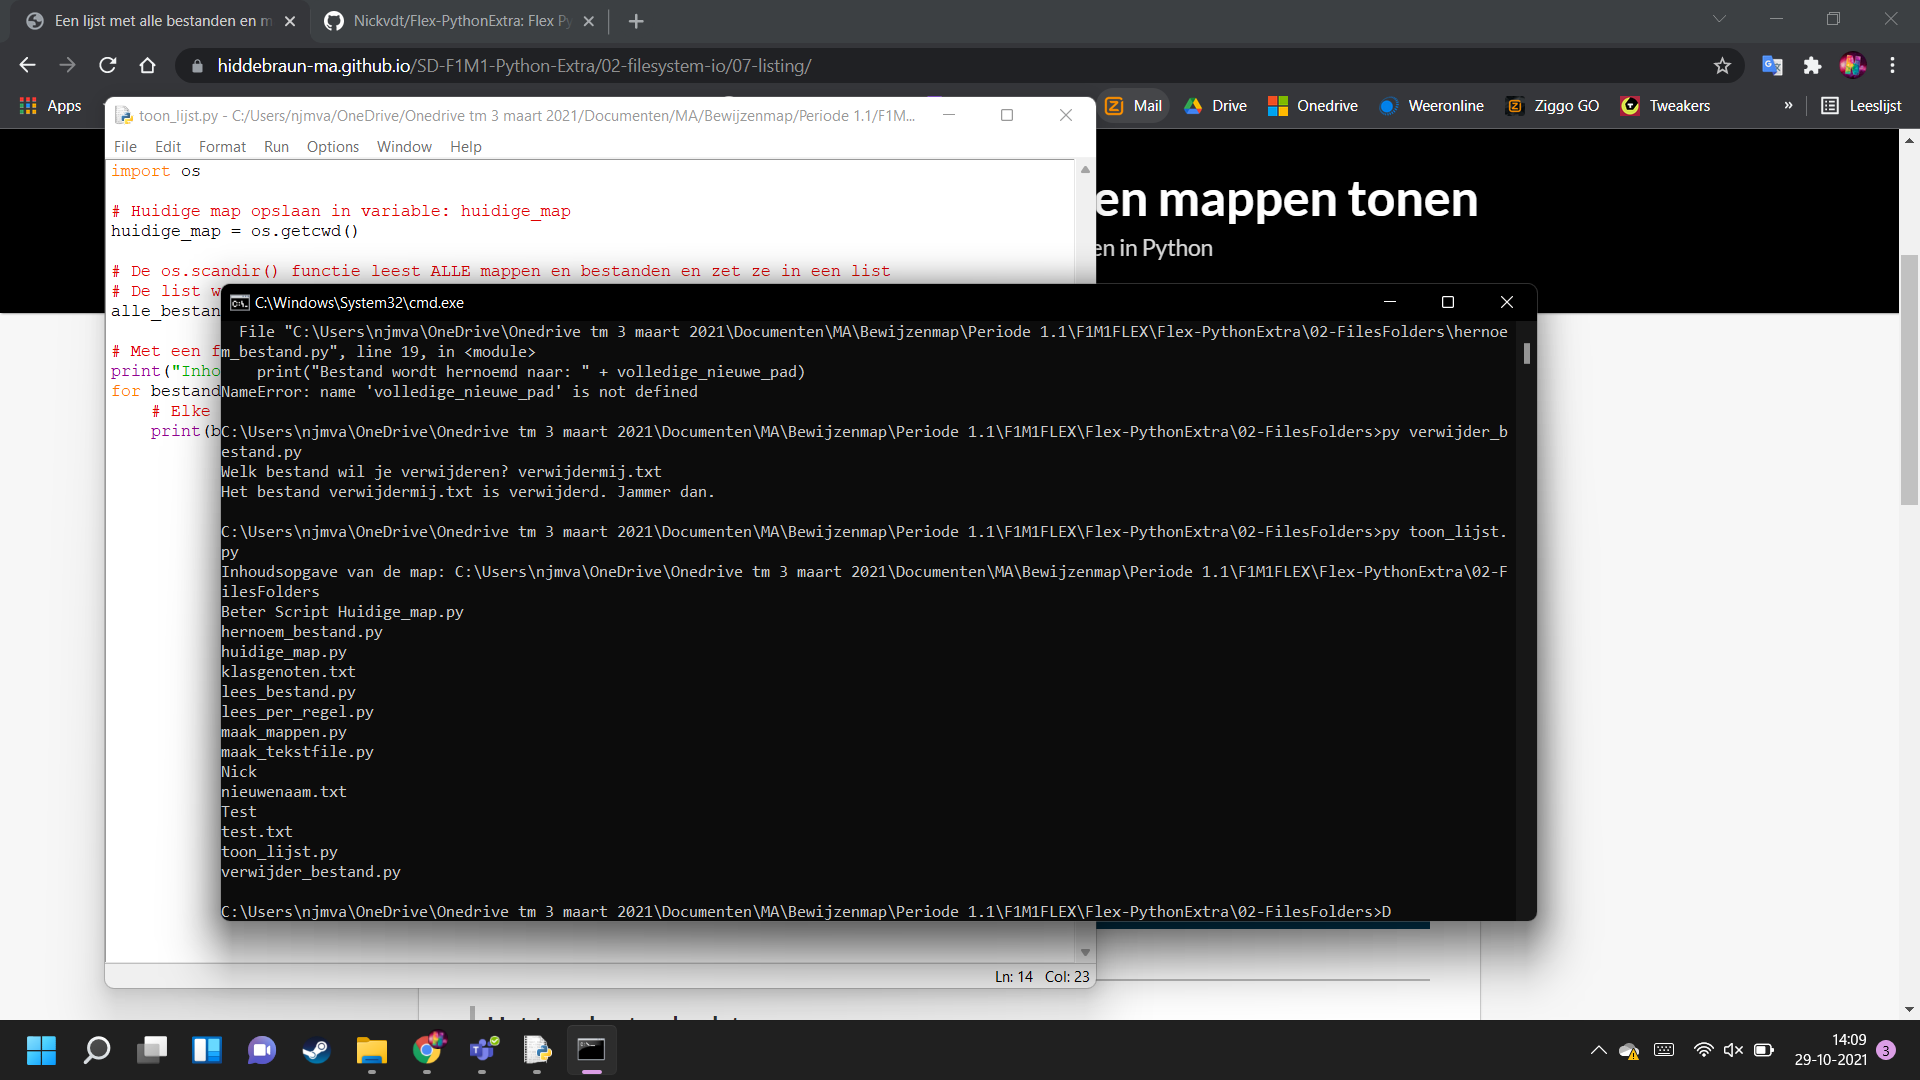 Een lijst met alle bestanden en m
Nickvdt/Flex-PythonExtra: Flex Py
hiddebraun-ma.github.io/SD-F1M1-Python-Extra/02-filesystem-io/07-listing/
Apps
Mail
Drive
Onedrive
Weeronline
Ziggo GO
Tweakers
»
Leeslijst
toon_lijst.py - C:/Users/njmva/OneDrive/Onedrive tm 3 maart 2021/Documenten/MA/Bewijzenmap/Periode 1.1/F1M...
File Edit Format Run Options Window Help
import os
# Huidige map opslaan in variable: huidige_map
huidige_map = os.getcwd()
# De os.scandir() functie leest ALLE mappen en bestanden en zet ze in een list
# De list w
alle_bestan
# Met een f
print("Inho
for bestand
# Elke
print(b
Ln: 14 Col: 23
en mappen tonen
en in Python
C:\Windows\System32\cmd.exe
File "C:\Users\njmva\OneDrive\Onedrive tm 3 maart 2021\Documenten\MA\Bewijzenmap\Periode 1.1\F1M1FLEX\Flex-PythonExtra\02-FilesFolders\hernoe
m_bestand.py", line 19, in <module>
print("Bestand wordt hernoemd naar: " + volledige_nieuwe_pad)
NameError: name 'volledige_nieuwe_pad' is not defined
C:\Users\njmva\OneDrive\Onedrive tm 3 maart 2021\Documenten\MA\Bewijzenmap\Periode 1.1\F1M1FLEX\Flex-PythonExtra\02-FilesFolders>py verwijder_b
estand.py
Welk bestand wil je verwijderen? verwijdermij.txt
Het bestand verwijdermij.txt is verwijderd. Jammer dan.
C:\Users\njmva\OneDrive\Onedrive tm 3 maart 2021\Documenten\MA\Bewijzenmap\Periode 1.1\F1M1FLEX\Flex-PythonExtra\02-FilesFolders>py toon_lijst.
py
Inhoudsopgave van de map: C:\Users\njmva\OneDrive\Onedrive tm 3 maart 2021\Documenten\MA\Bewijzenmap\Periode 1.1\F1M1FLEX\Flex-PythonExtra\02-F
ilesFolders
Beter Script Huidige_map.py
hernoem_bestand.py
huidige_map.py
klasgenoten.txt
lees_bestand.py
lees_per_regel.py
maak_mappen.py
maak_tekstfile.py
Nick
nieuwenaam.txt
Test
test.txt
toon_lijst.py
verwijder_bestand.py
C:\Users\njmva\OneDrive\Onedrive tm 3 maart 2021\Documenten\MA\Bewijzenmap\Periode 1.1\F1M1FLEX\Flex-PythonExtra\02-FilesFolders>D
14:09
29-10-2021
3